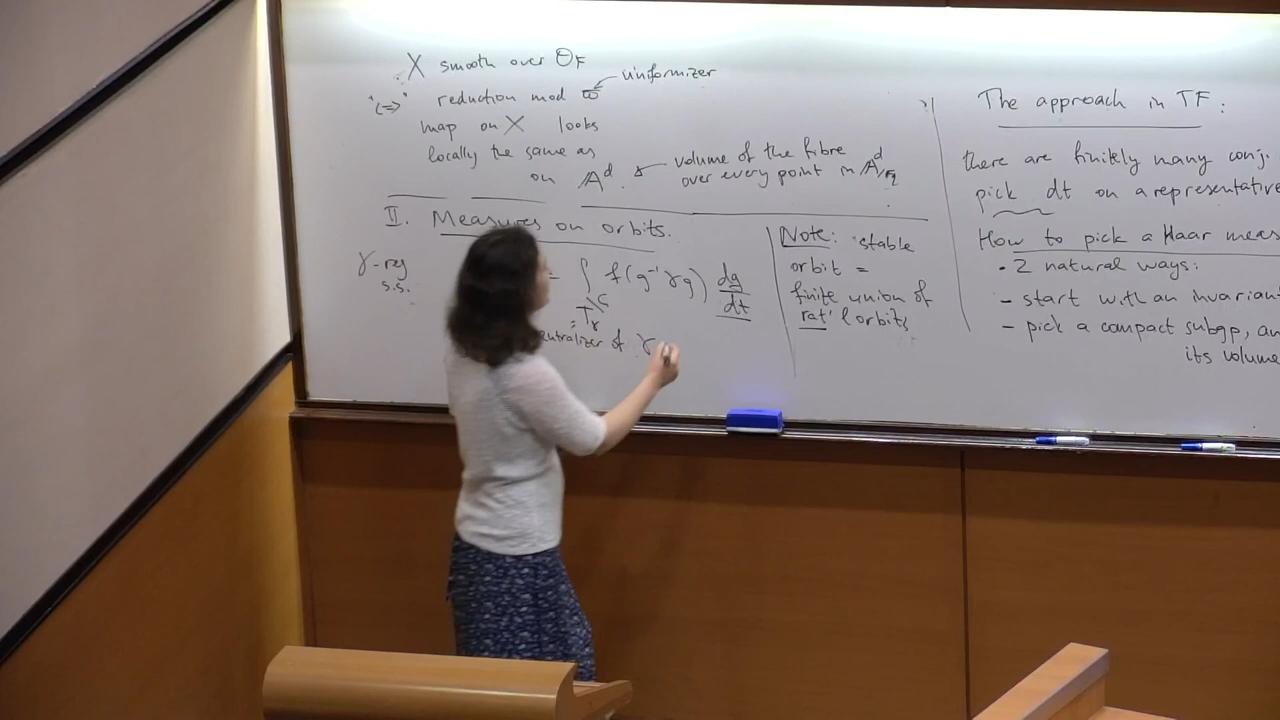 X smooth over O_F
"(⇒)" reduction mod ϖ ← uniformizer
map on X looks
locally the same as
on 𝔸^d. ← volume of the fibre
over every point in 𝔸^d/𝔽_q
II. Measures on orbits.
γ-reg
s.s.
= ∫ f(g⁻¹γg) dg/dt
T_γ\G
= centralizer of γ
Note: stable
orbit =
finite union of
rat'l orbits
The approach in TF:
there are finitely many conj.
pick dt on a representative
How to pick a Haar meas
• 2 natural ways:
– start with an invarian
– pick a compact subgp, an
its volume